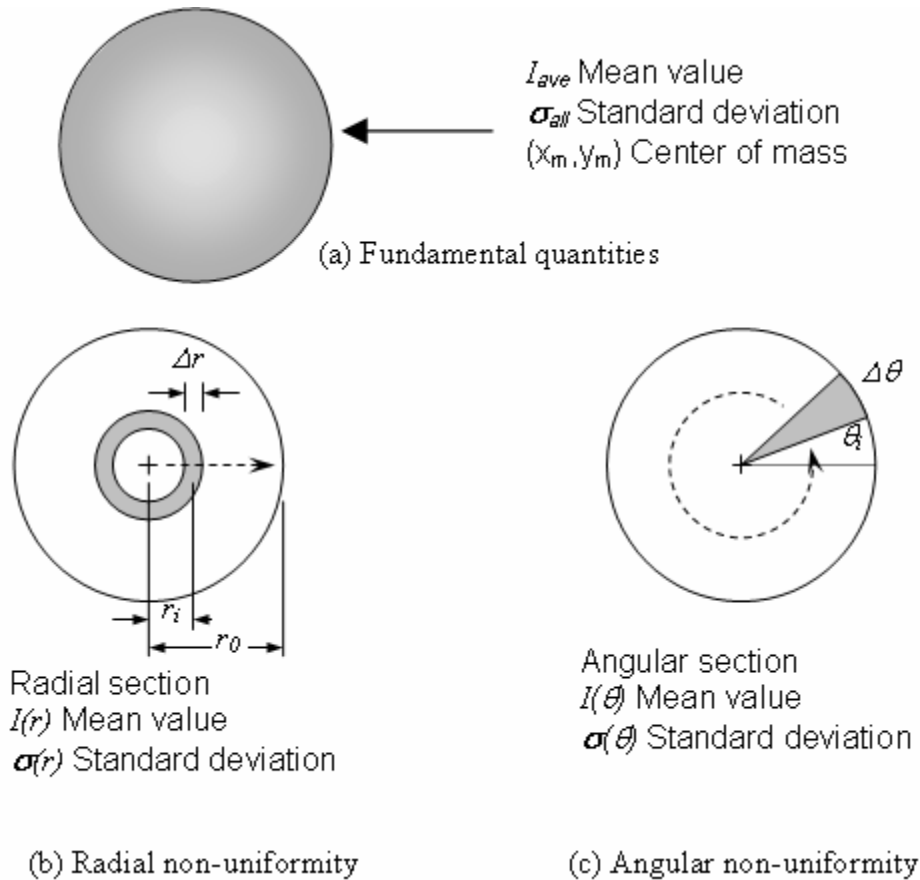 I_ave Mean value
σ_all Standard deviation
(x_m,y_m) Center of mass
(a) Fundamental quantities
Δr
Δθ
θ_i
r_i
r_0
Radial section
I(r) Mean value
σ(r) Standard deviation
Angular section
I(θ) Mean value
σ(θ) Standard deviation
(b) Radial non-uniformity
(c) Angular non-uniformity